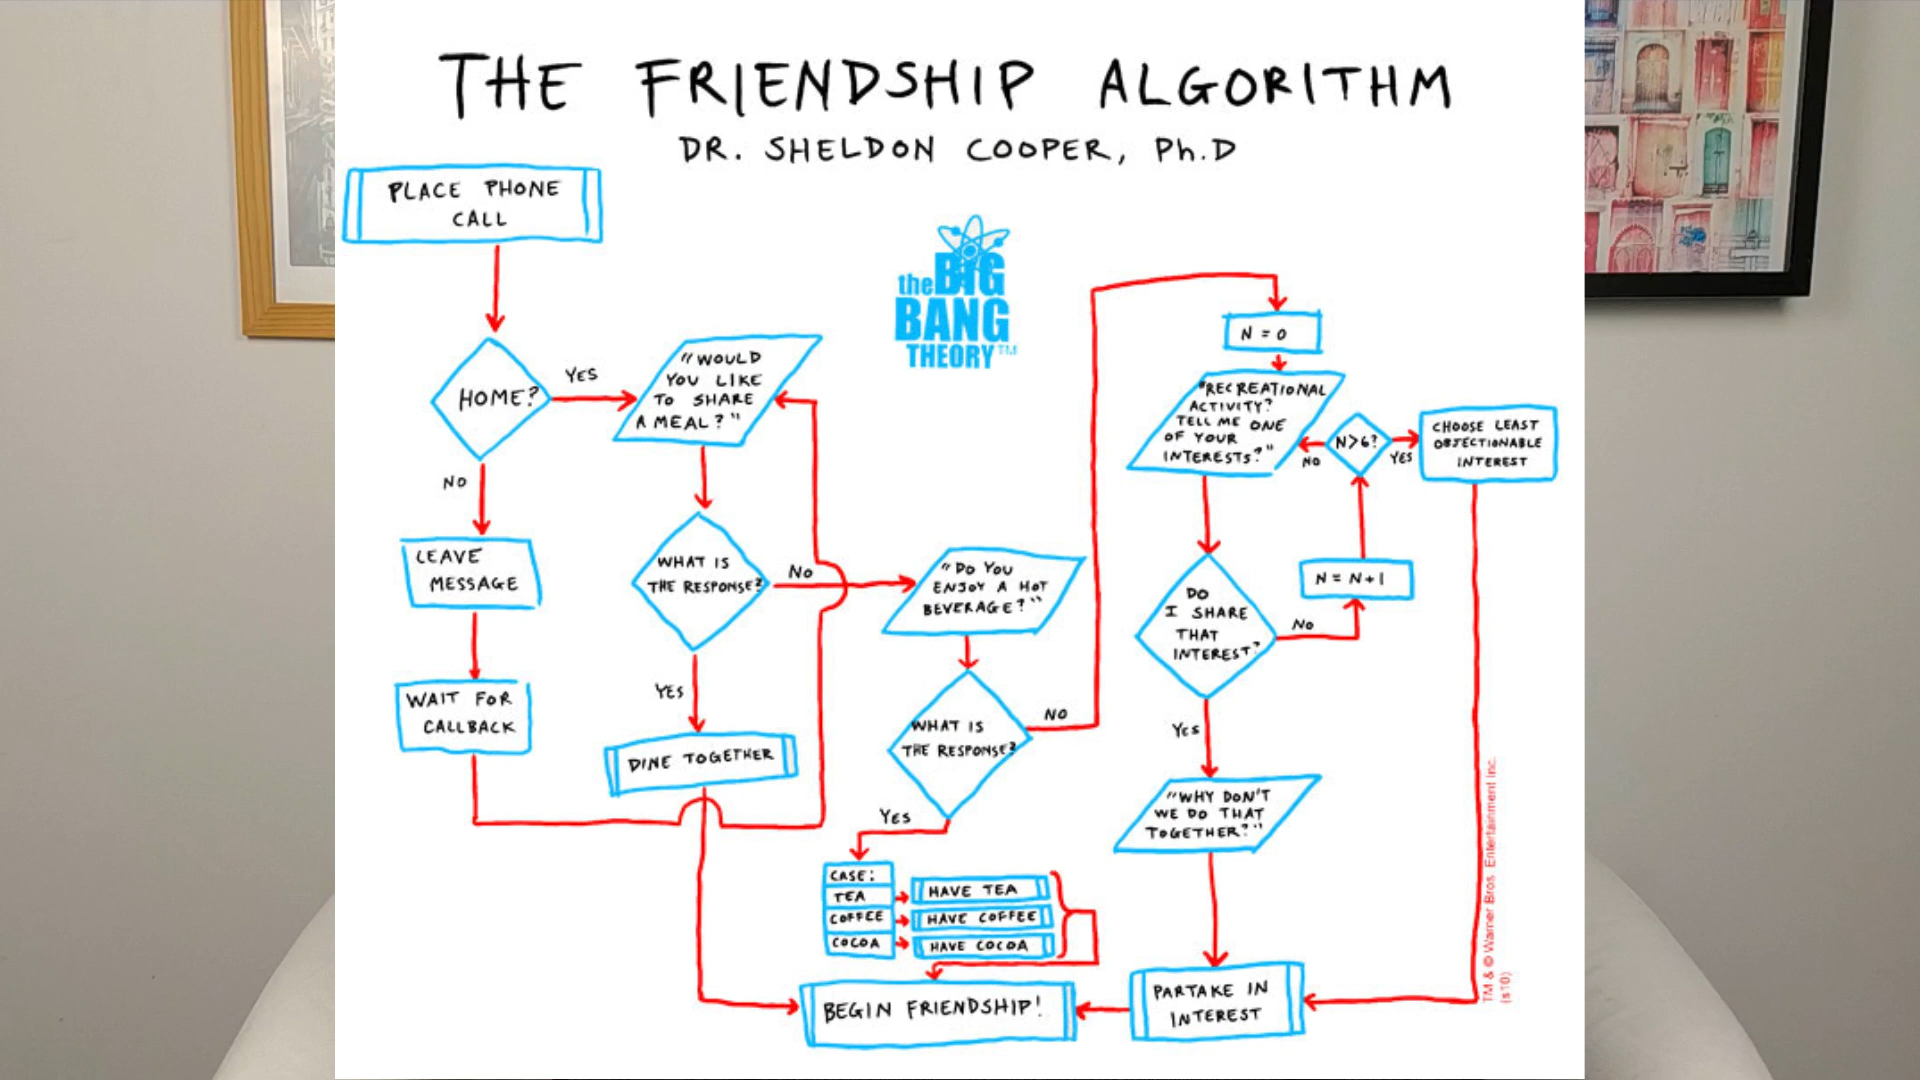 THE FRIENDSHIP ALGORITHM
DR. SHELDON COOPER, Ph.D
PLACE PHONE
CALL
the BIG
BANG
THEORY™
HOME?
YES
NO
LEAVE
MESSAGE
WAIT FOR
CALLBACK
"WOULD
YOU LIKE
TO SHARE
A MEAL?"
WHAT IS
THE RESPONSE?
NO
YES
DINE TOGETHER
"DO YOU
ENJOY A HOT
BEVERAGE?"
WHAT IS
THE RESPONSE?
NO
YES
CASE:
TEA
HAVE TEA
COFFEE
HAVE COFFEE
COCOA
HAVE COCOA
N = 0
"RECREATIONAL
ACTIVITY?
TELL ME ONE
OF YOUR
INTERESTS?"
N>6?
NO
YES
CHOOSE LEAST
OBJECTIONABLE
INTEREST
N = N+1
DO
I SHARE
THAT
INTEREST?
NO
YES
"WHY DON'T
WE DO THAT
TOGETHER?"
PARTAKE IN
INTEREST
BEGIN FRIENDSHIP!
TM & © Warner Bros. Entertainment Inc.
(s10)